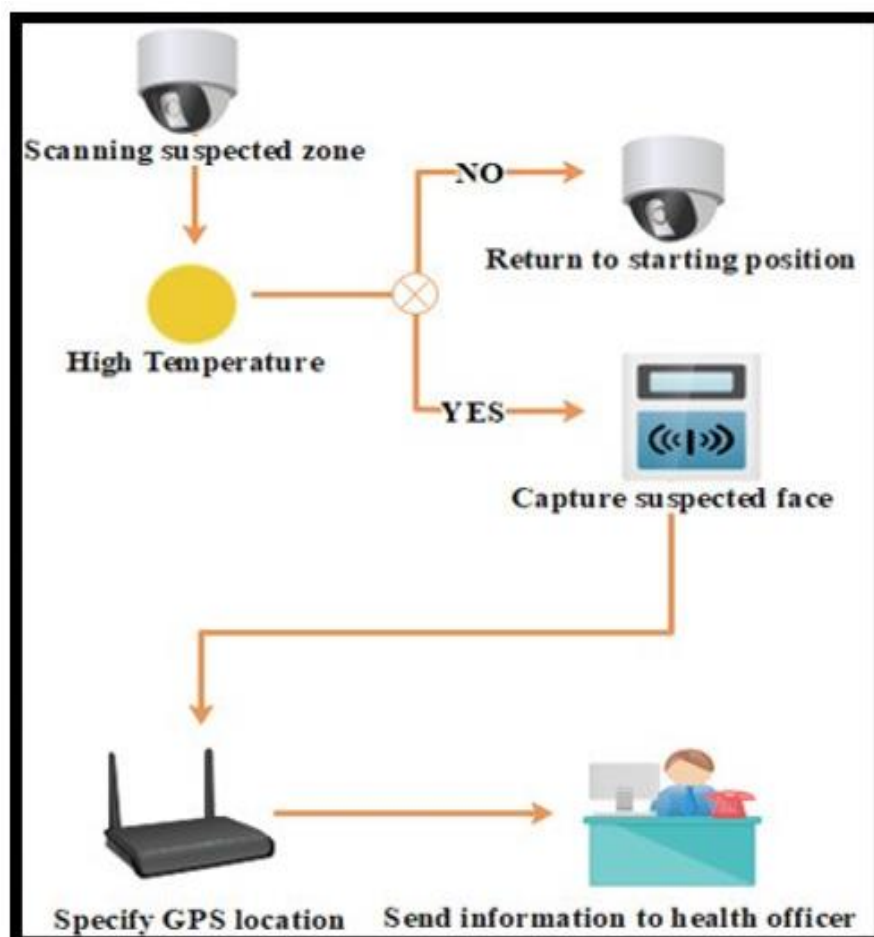 Scanning suspected zone
NO
Return to starting position
High Temperature
YES
Capture suspected face
Specify GPS location
Send information to health officer